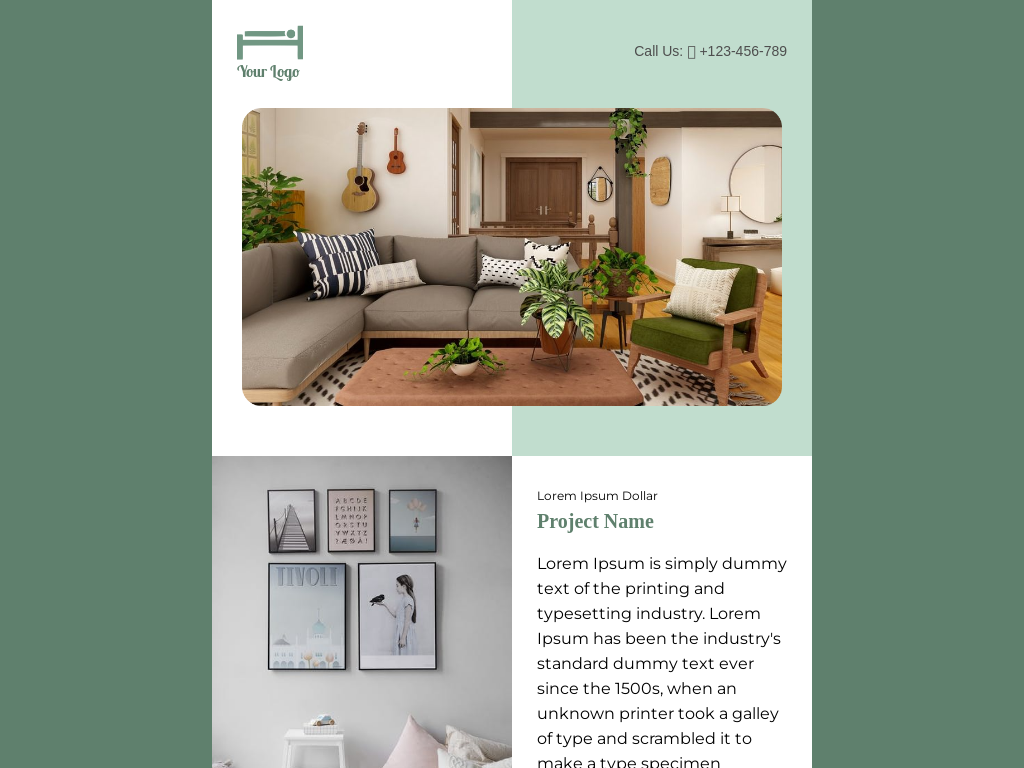 Your Logo
Call Us: +123-456-789
A B C D E
F G H I J K
L M N O P
Q R S T U
V W X Y Z
TIVOLI
Lorem Ipsum Dollar
Project Name
Lorem Ipsum is simply dummy
text of the printing and
typesetting industry. Lorem
Ipsum has been the industry's
standard dummy text ever
since the 1500s, when an
unknown printer took a galley
of type and scrambled it to
make a type specimen